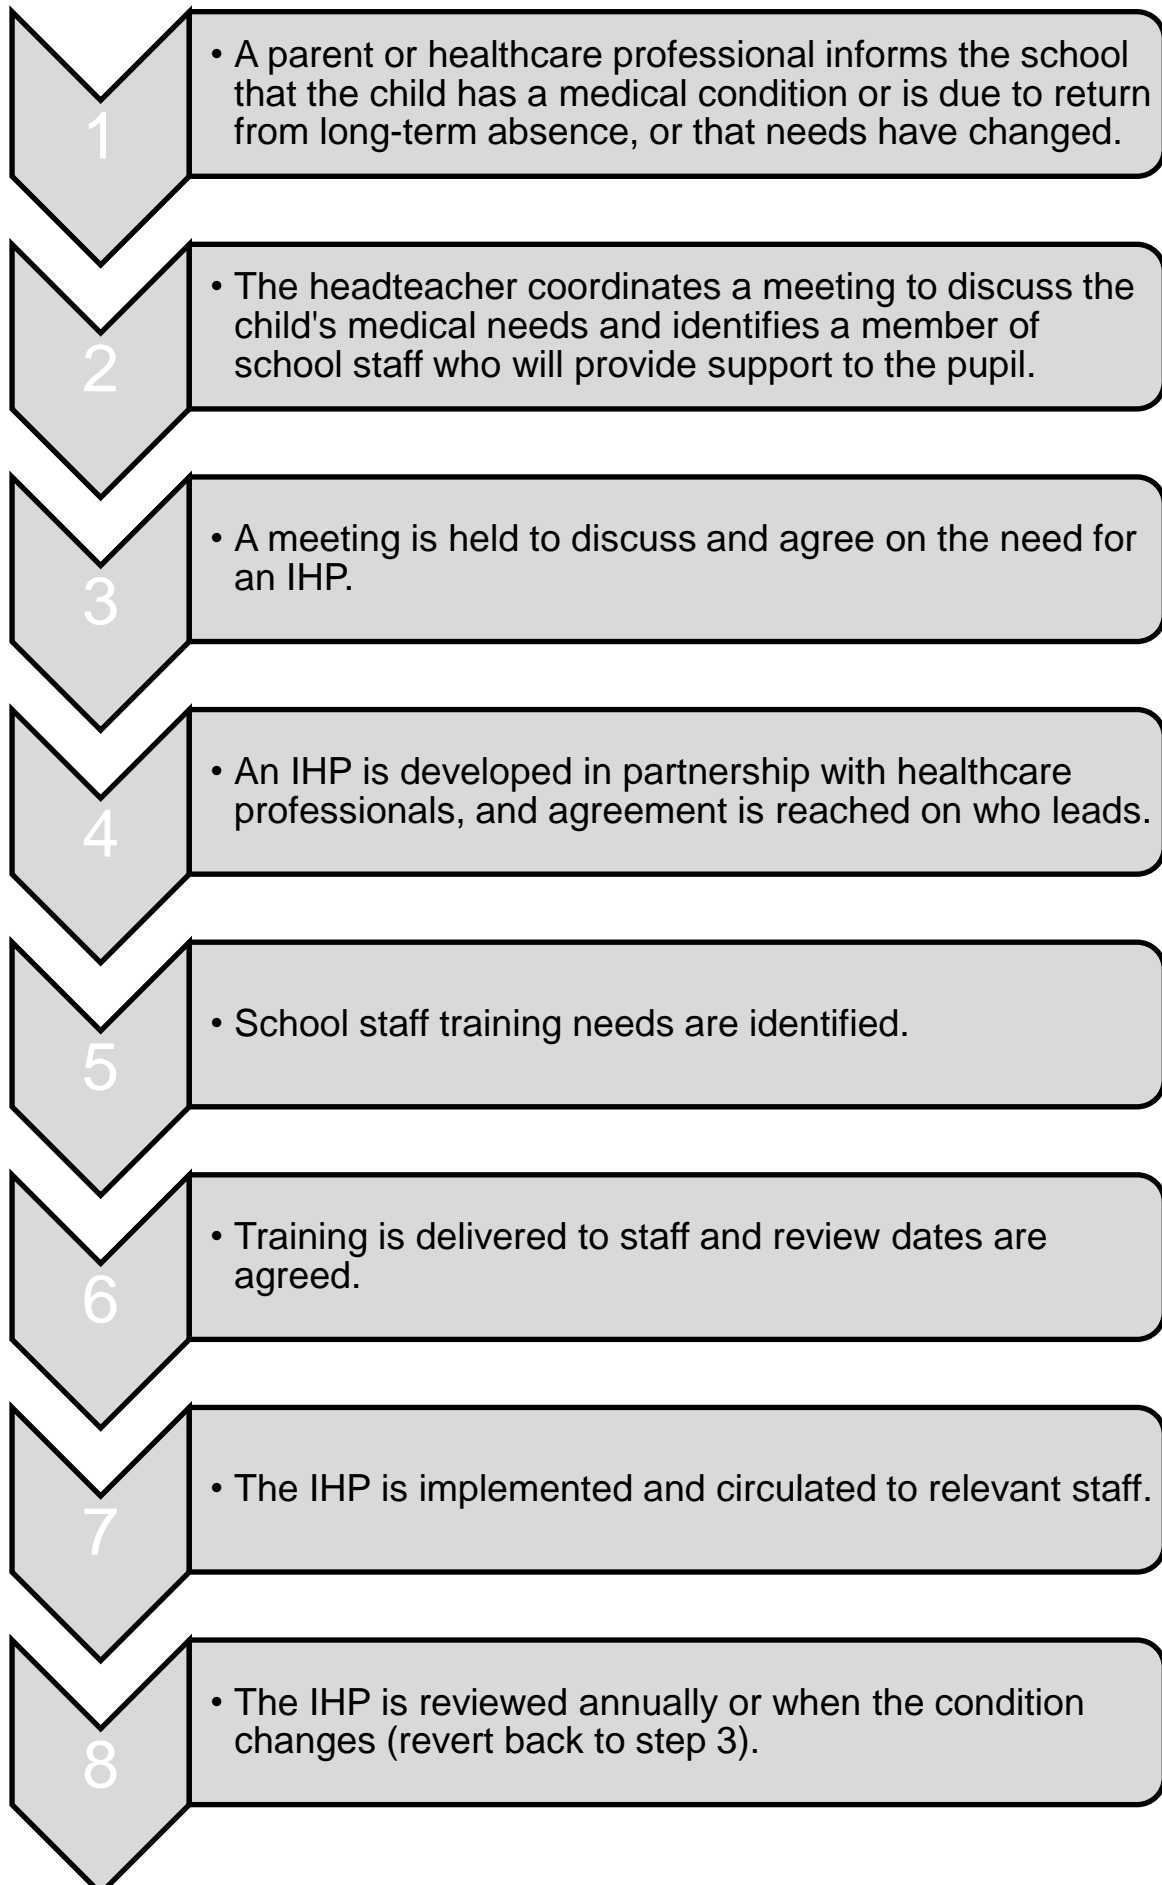 1
• A parent or healthcare professional informs the school
that the child has a medical condition or is due to return
from long-term absence, or that needs have changed.
2
• The headteacher coordinates a meeting to discuss the
child's medical needs and identifies a member of
school staff who will provide support to the pupil.
3
• A meeting is held to discuss and agree on the need for
an IHP.
4
• An IHP is developed in partnership with healthcare
professionals, and agreement is reached on who leads.
5
• School staff training needs are identified.
6
• Training is delivered to staff and review dates are
agreed.
7
• The IHP is implemented and circulated to relevant staff.
8
• The IHP is reviewed annually or when the condition
changes (revert back to step 3).